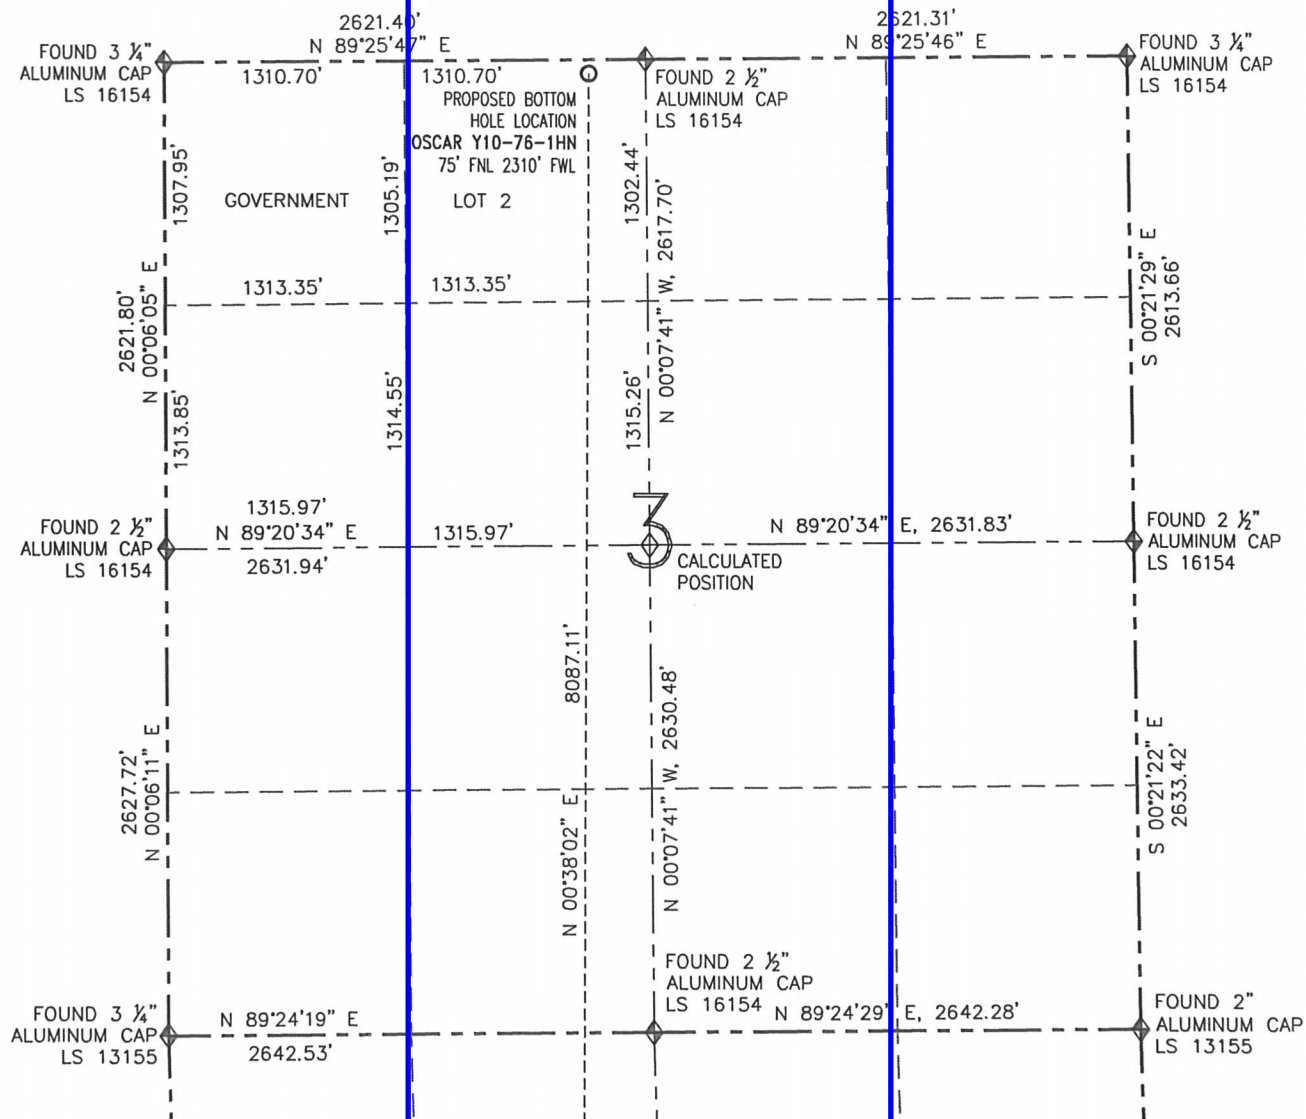 2621.40'
N 89°25'47" E
2621.31'
N 89°25'46" E
FOUND 3 ¼"
ALUMINUM CAP
LS 16154
1310.70'
1310.70'
FOUND 2 ½"
ALUMINUM CAP
LS 16154
FOUND 3 ¼"
ALUMINUM CAP
LS 16154
PROPOSED BOTTOM
HOLE LOCATION
OSCAR Y10-76-1HN
75' FNL 2310' FWL
1307.95'
GOVERNMENT
1305.19'
LOT 2
1302.44'
N 00°07'41" W, 2617.70'
2621.80'
N 00°06'05" E
1313.35'
1313.35'
S 00°21'29" E
2613.66'
1313.85'
1314.55'
1315.26'
3
FOUND 2 ½"
ALUMINUM CAP
LS 16154
1315.97'
N 89°20'34" E
2631.94'
1315.97'
CALCULATED
POSITION
N 89°20'34" E, 2631.83'
FOUND 2 ½"
ALUMINUM CAP
LS 16154
8087.11'
N 00°38'02" E
N 00°07'41" W, 2630.48'
2627.72'
N 00°06'11" E
S 00°21'22" E
2633.42'
FOUND 3 ¼"
ALUMINUM CAP
LS 13155
N 89°24'19" E
2642.53'
FOUND 2 ½"
ALUMINUM CAP
LS 16154
N 89°24'29" E, 2642.28'
FOUND 2"
ALUMINUM CAP
LS 13155